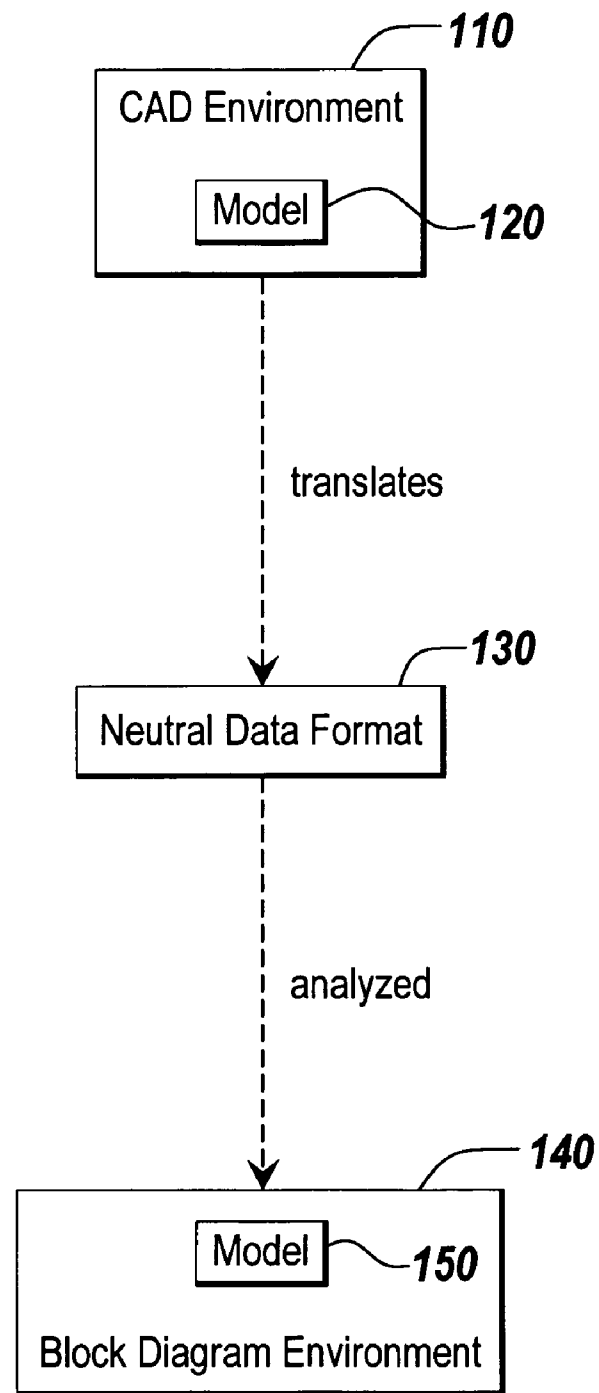 110
CAD Environment
Model
120
translates
130
Neutral Data Format
analyzed
140
Model
150
Block Diagram Environment